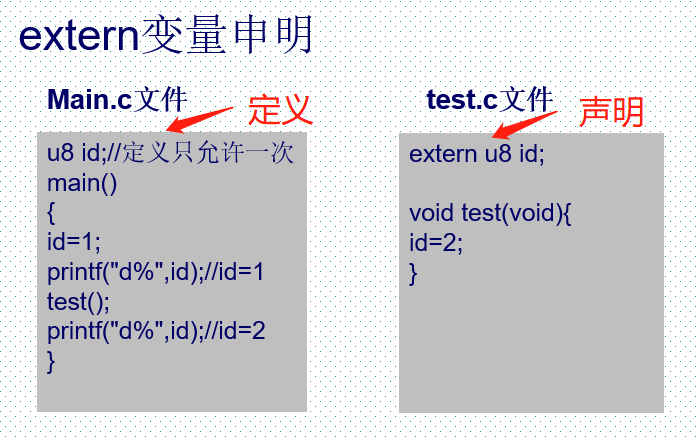 extern变量申明
Main.c文件
定义
u8 id;//定义只允许一次
main()
{
id=1;
printf("d%",id);//id=1
test();
printf("d%",id);//id=2
}
test.c文件
声明
extern u8 id;
void test(void){
id=2;
}